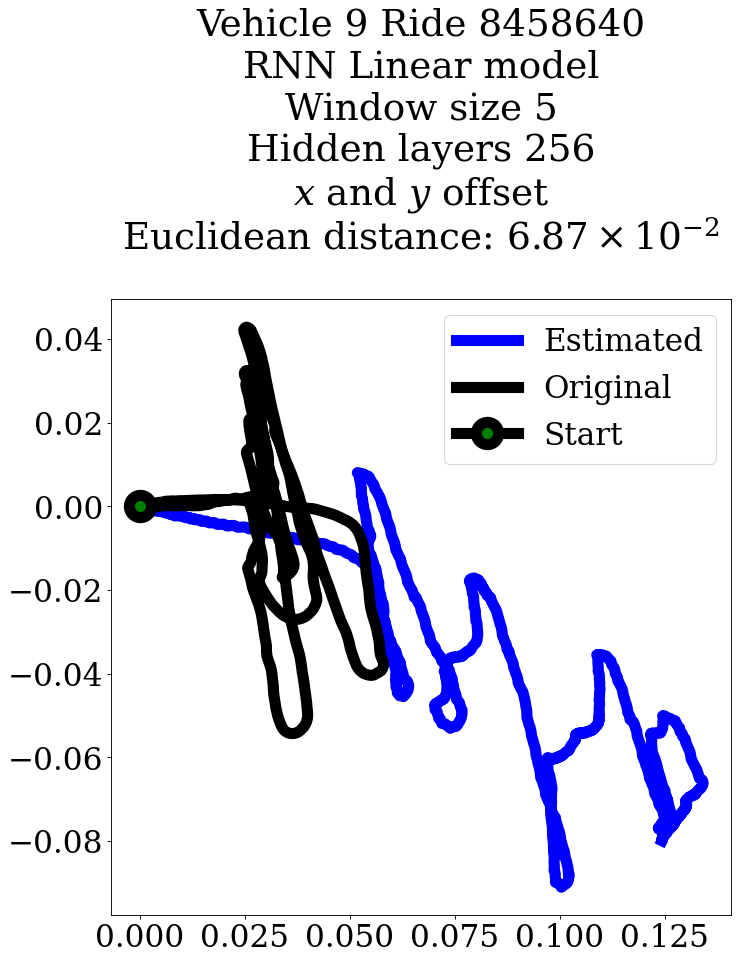 Vehicle 9 Ride 8458640
RNN Linear model
Window size 5
Hidden layers 256
x and y offset
Euclidean distance: 6.87 × 10⁻²
Estimated
Original
Start
0.04
0.02
0.00
−0.02
−0.04
−0.06
−0.08
0.000 0.025 0.050 0.075 0.100 0.125